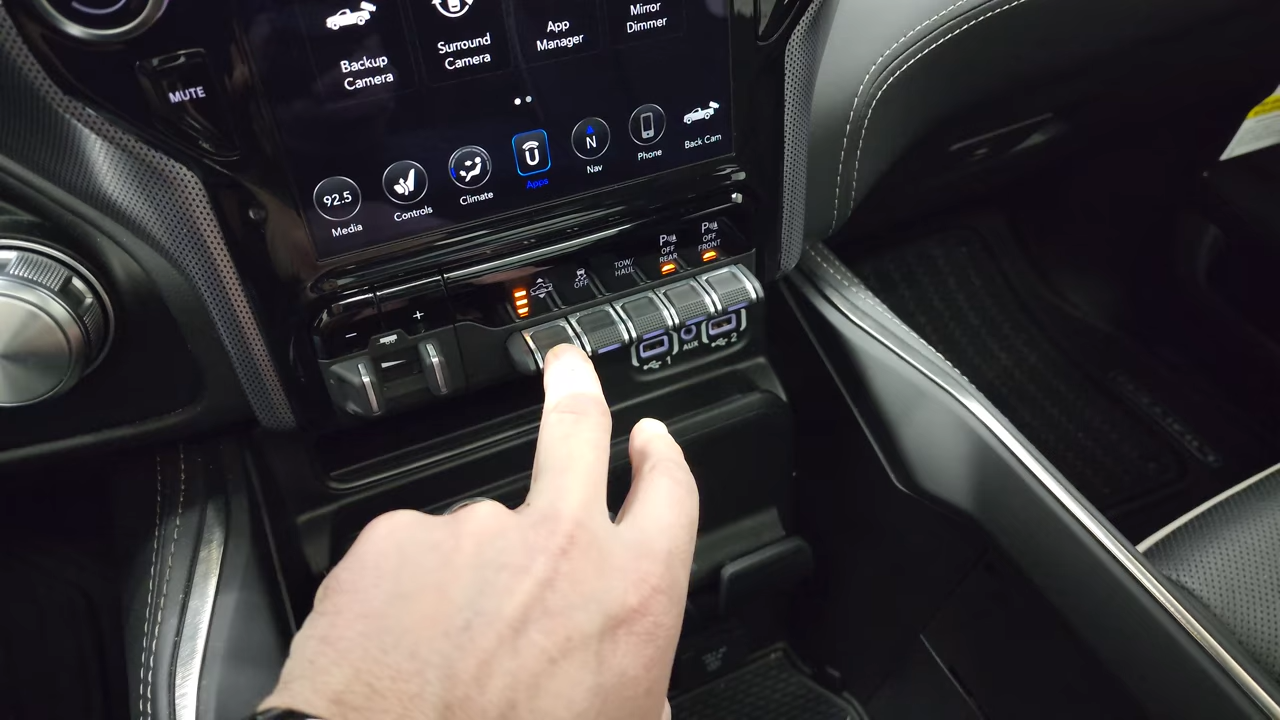 Backup
Camera
Surround
Camera
App
Manager
Mirror
Dimmer
MUTE
92.5
Media
Controls
Climate
Apps
N
Nav
Phone
Back Cam
- +
OFF
TOW/
HAUL
P
OFF
REAR
P
OFF
FRONT
1
AUX
2